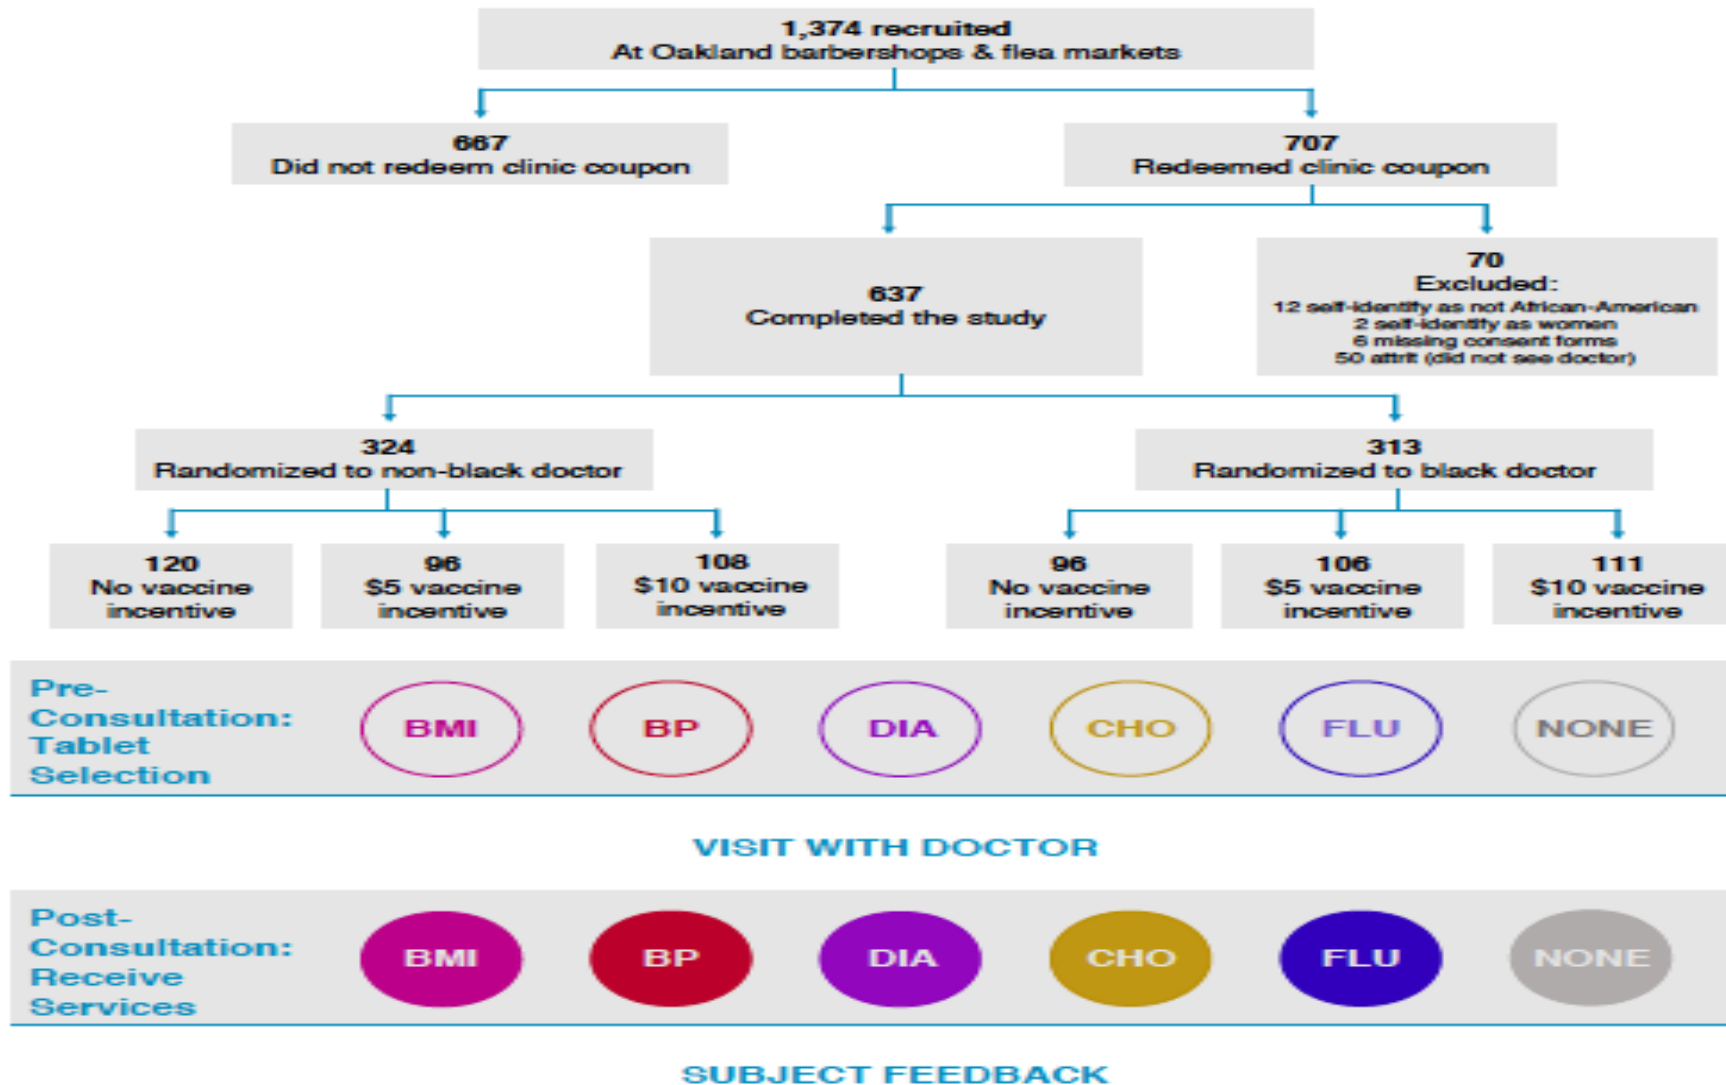 1,374 recruited
At Oakland barbershops & flea markets
667
Did not redeem clinic coupon
707
Redeemed clinic coupon
637
Completed the study
70
Excluded:
12 self-identify as not African-American
2 self-identify as women
6 missing consent forms
50 attrit (did not see doctor)
324
Randomized to non-black doctor
313
Randomized to black doctor
120
No vaccine
incentive
96
$5 vaccine
incentive
108
$10 vaccine
incentive
96
No vaccine
incentive
106
$5 vaccine
incentive
111
$10 vaccine
incentive
Pre-
Consultation:
Tablet
Selection
BMI
BP
DIA
CHO
FLU
NONE
VISIT WITH DOCTOR
Post-
Consultation:
Receive
Services
BMI
BP
DIA
CHO
FLU
NONE
SUBJECT FEEDBACK